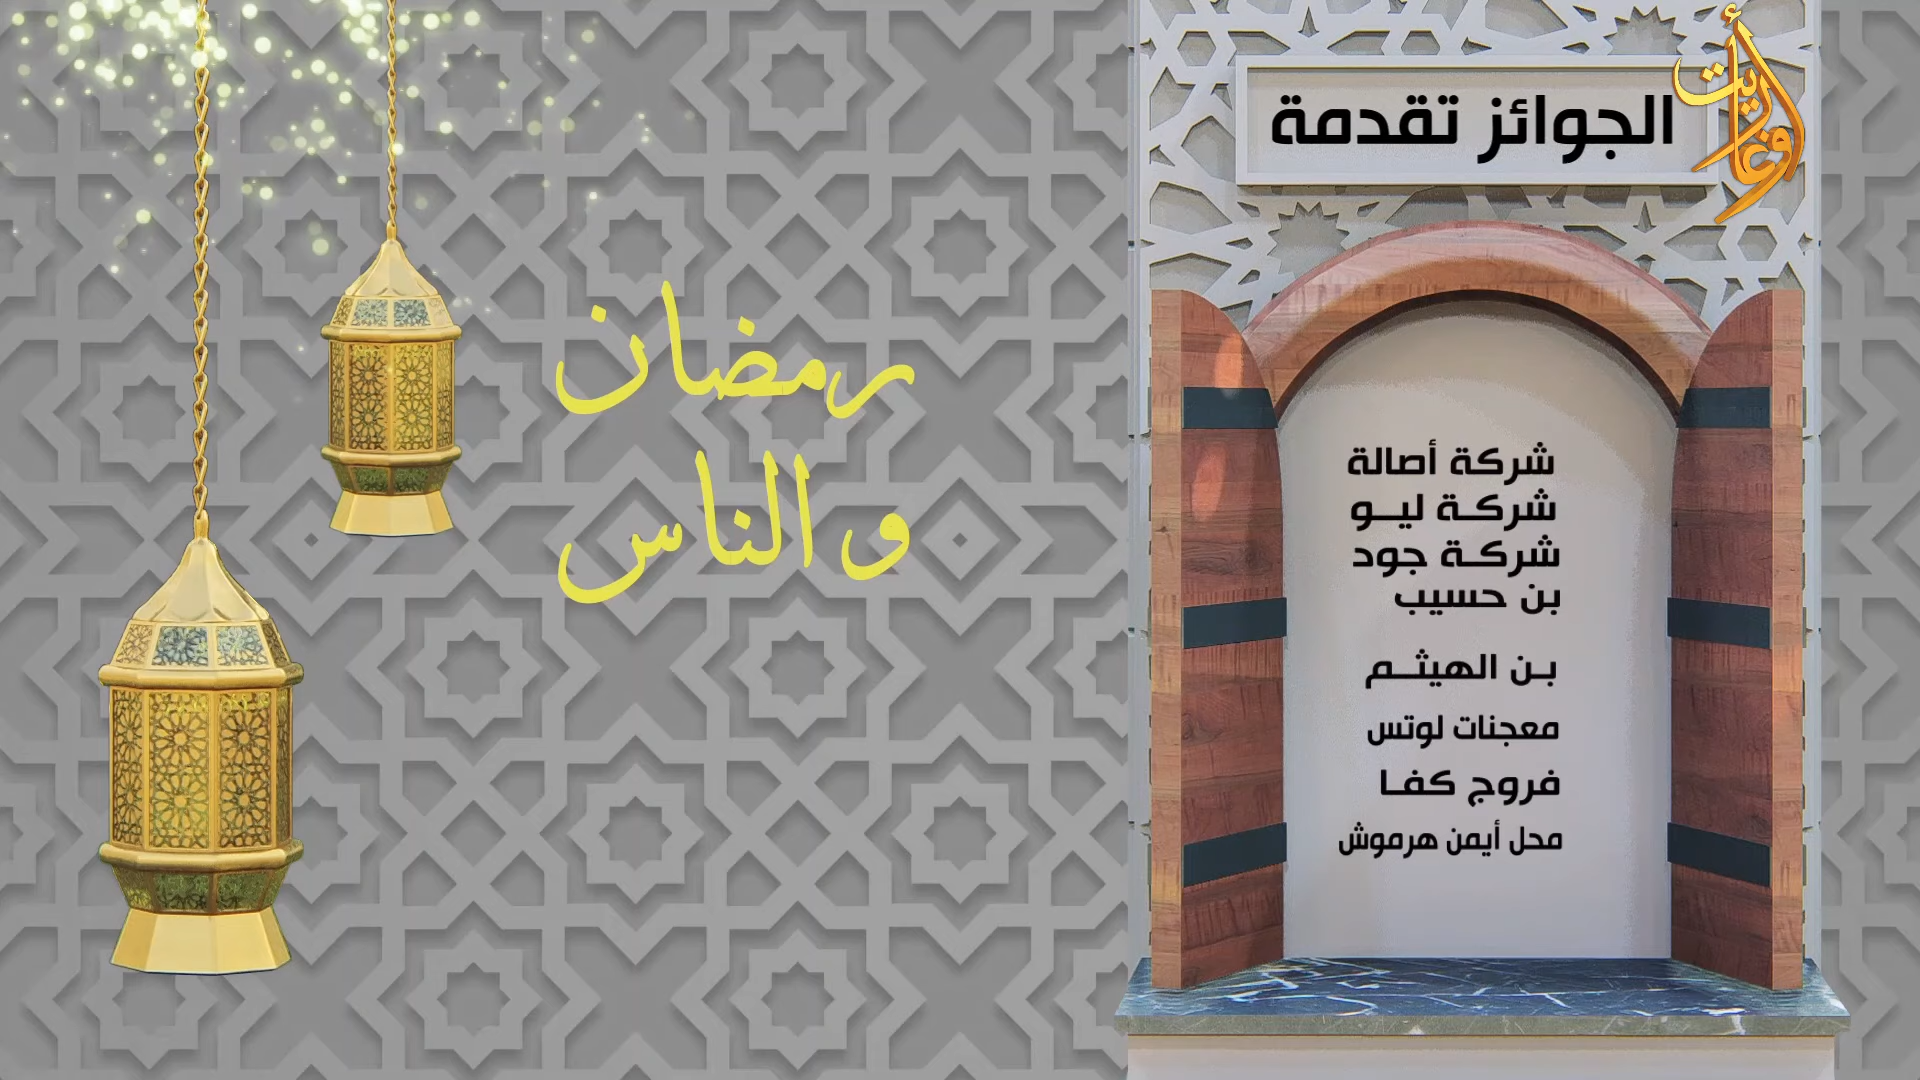 الجوائز تقدمة
أوغاريت
رمضان
و الناس
شركة أصالة
شركة ليو
شركة جود
بن حسيب
بن الهيثم
معجنات لوتس
فروج كفا
محل أيمن هرموش